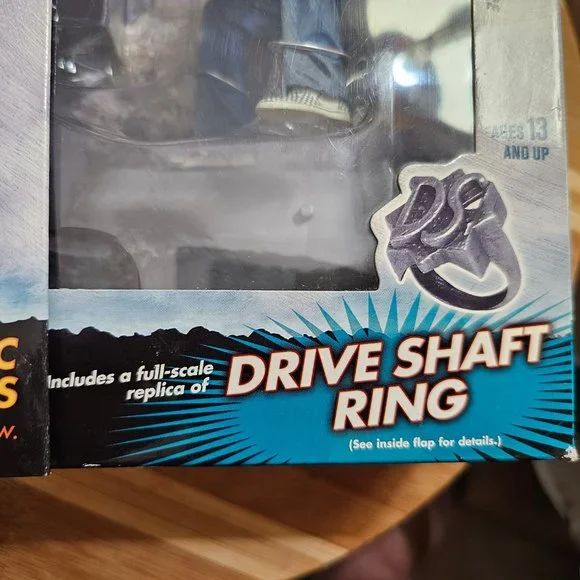 AGES 13
AND UP
DS
C
S
W.
Includes a full-scale
replica of
DRIVE SHAFT
RING
(See inside flap for details.)